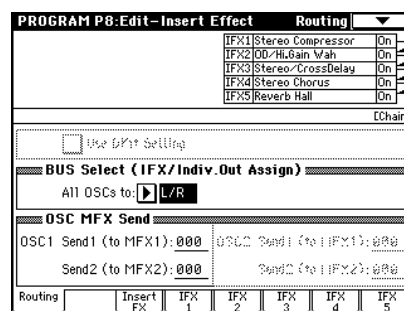 PROGRAM P8:Edit-Insert Effect Routing
IFX1 Stereo Compressor On
IFX2 OD/Hi.Gain Wah On
IFX3 Stereo/CrossDelay On
IFX4 Stereo Chorus On
IFX5 Reverb Hall On
[Chain
Use DKit Setting
BUS Select (IFX/Indiv.Out Assign)
All OSCs to: L/R
OSC MFX Send
OSC1 Send1 (to MFX1): 000 OSC2 Send1 (to MFX1): 000
Send2 (to MFX2): 000 Send2 (to MFX2): 000
Routing Insert FX IFX 1 IFX 2 IFX 3 IFX 4 IFX 5